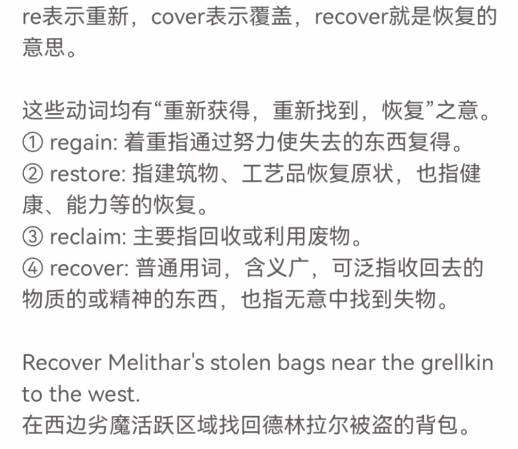 re表示重新，cover表示覆盖，recover就是恢复的
意思。
这些动词均有“重新获得，重新找到，恢复”之意。
① regain: 着重指通过努力使失去的东西复得。
② restore: 指建筑物、工艺品恢复原状，也指健
康、能力等的恢复。
③ reclaim: 主要指回收或利用废物。
④ recover: 普通用词，含义广，可泛指收回去的
物质的或精神的东西，也指无意中找到失物。
Recover Melithar's stolen bags near the grellkin
to the west.
在西边劣魔活跃区域找回德林拉尔被盗的背包。